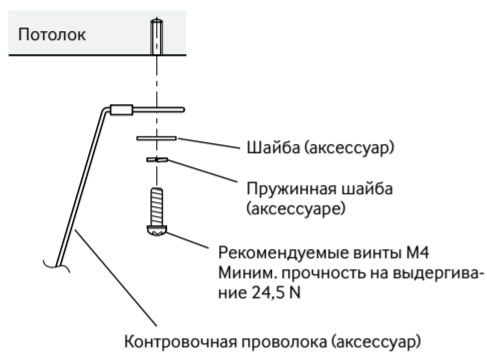 Потолок
Шайба (аксессуар)
Пружинная шайба
(аксессуаре)
Рекомендуемые винты M4
Миним. прочность на выдергива-
ние 24,5 N
Контровочная проволока (аксессуар)